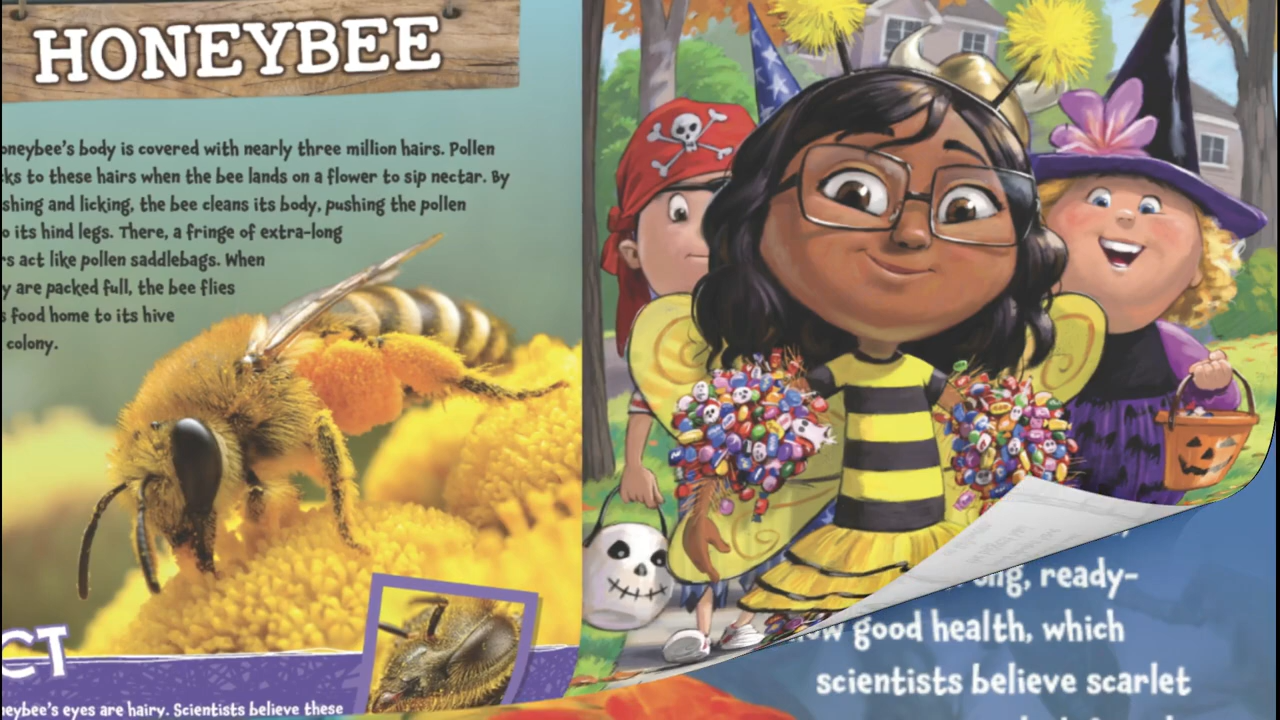 HONEYBEE
oneybee's body is covered with nearly three million hairs. Pollen
cks to these hairs when the bee lands on a flower to sip nectar. By
shing and licking, the bee cleans its body, pushing the pollen
o its hind legs. There, a fringe of extra-long
rs act like pollen saddlebags. When
y are packed full, the bee flies
s food home to its hive
colony.
CT
neybee's eyes are hairy. Scientists believe these
ong, ready-
ow good health, which
scientists believe scarlet